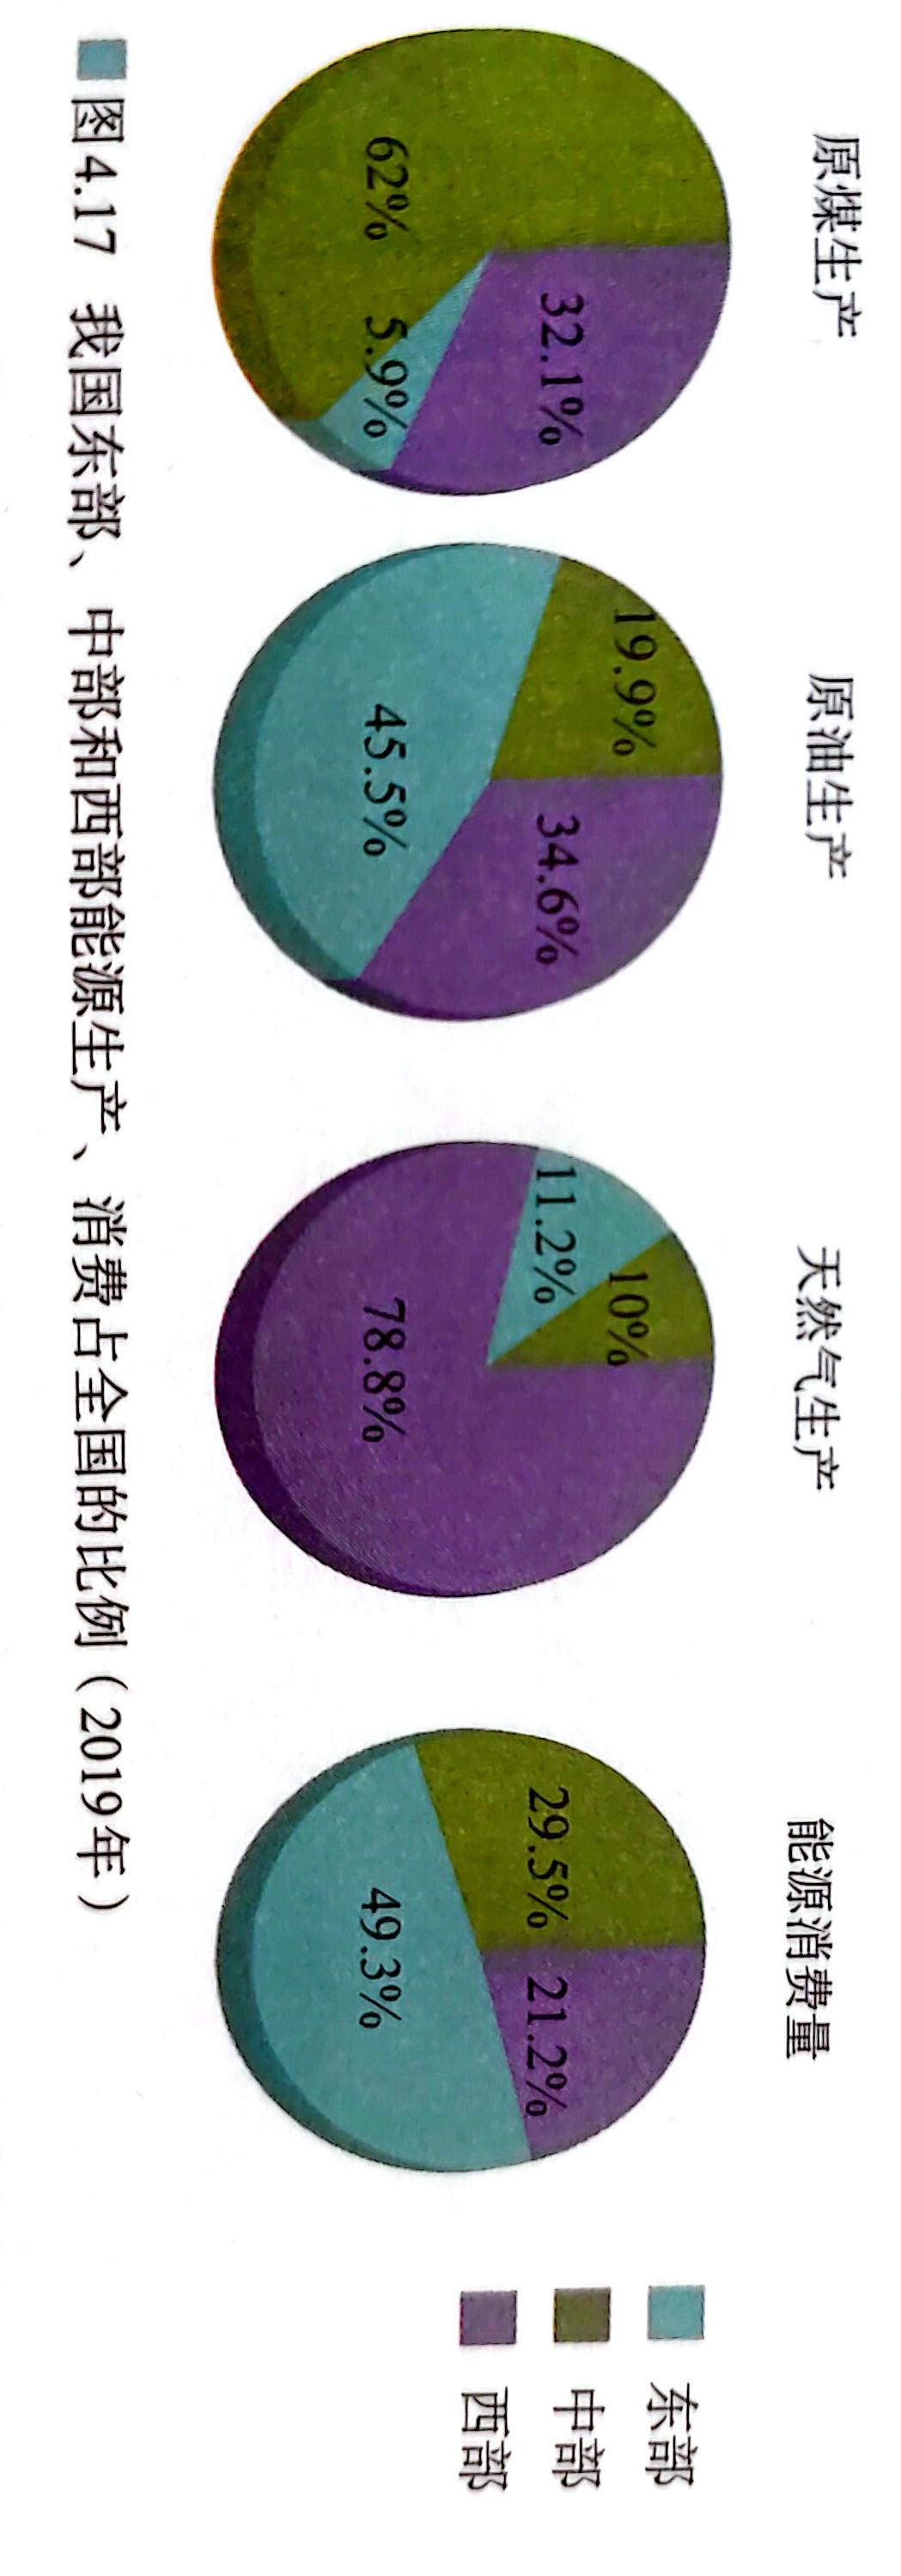 原煤生产
原油生产
天然气生产
能源消费量
62%
32.1%
5.9%
19.9%
34.6%
45.5%
11.2%
10%
78.8%
29.5%
21.2%
49.3%
东部
中部
西部
图4.17 我国东部、中部和西部能源生产、消费占全国的比例（2019年）